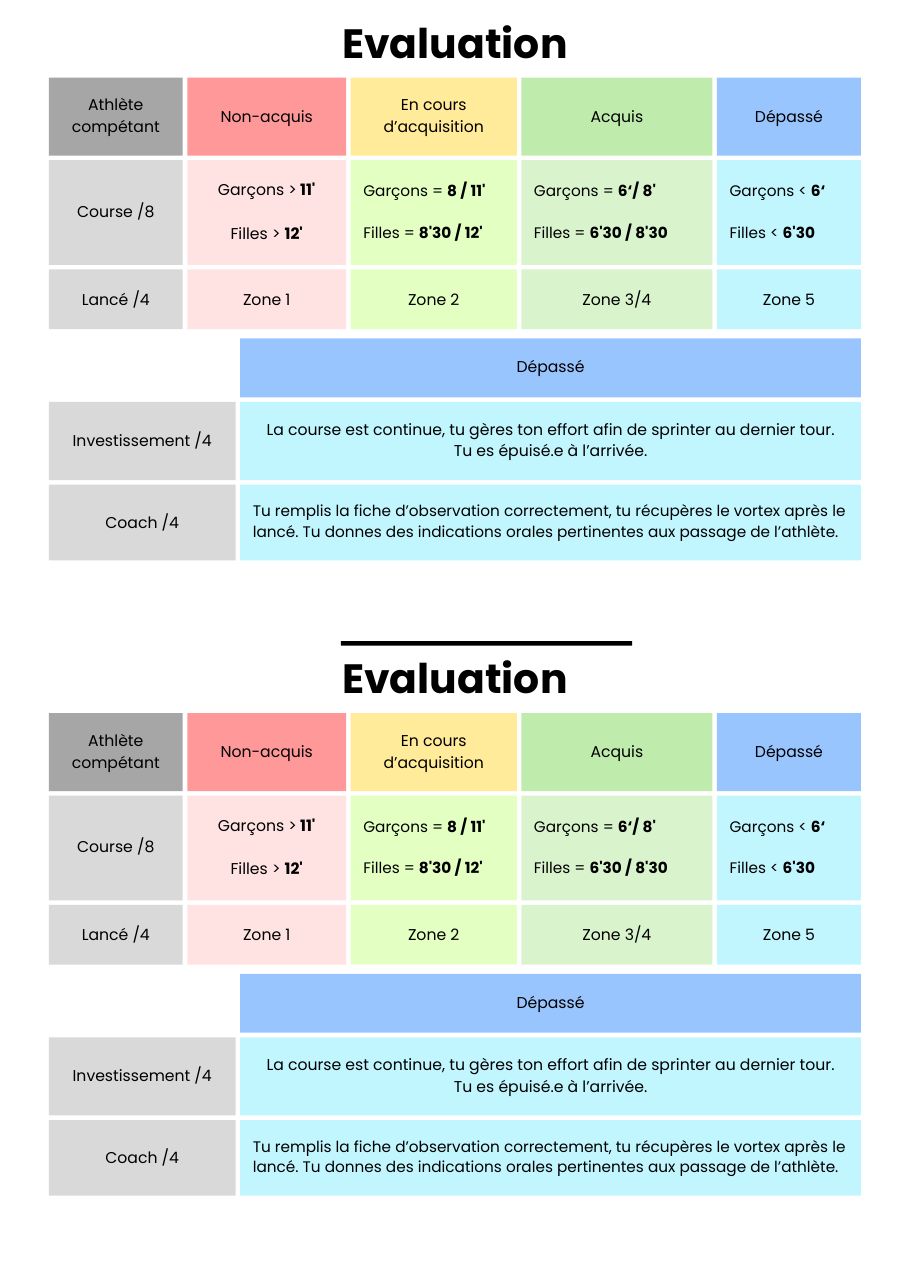 Evaluation
Athlète
compétant
Non-acquis
En cours
d’acquisition
Acquis
Dépassé
Course /8
Garçons > 11'
Filles > 12'
Garçons = 8 / 11'
Filles = 8'30 / 12'
Garçons = 6‘/ 8'
Filles = 6'30 / 8'30
Garçons < 6‘
Filles < 6'30
Lancé /4
Zone 1
Zone 2
Zone 3/4
Zone 5
Dépassé
Investissement /4
La course est continue, tu gères ton effort afin de sprinter au dernier tour.
Tu es épuisé.e à l’arrivée.
Coach /4
Tu remplis la fiche d’observation correctement, tu récupères le vortex après le
lancé. Tu donnes des indications orales pertinentes aux passage de l’athlète.
Evaluation
Athlète
compétant
Non-acquis
En cours
d’acquisition
Acquis
Dépassé
Course /8
Garçons > 11'
Filles > 12'
Garçons = 8 / 11'
Filles = 8'30 / 12'
Garçons = 6‘/ 8'
Filles = 6'30 / 8'30
Garçons < 6‘
Filles < 6'30
Lancé /4
Zone 1
Zone 2
Zone 3/4
Zone 5
Dépassé
Investissement /4
La course est continue, tu gères ton effort afin de sprinter au dernier tour.
Tu es épuisé.e à l’arrivée.
Coach /4
Tu remplis la fiche d’observation correctement, tu récupères le vortex après le
lancé. Tu donnes des indications orales pertinentes aux passage de l’athlète.